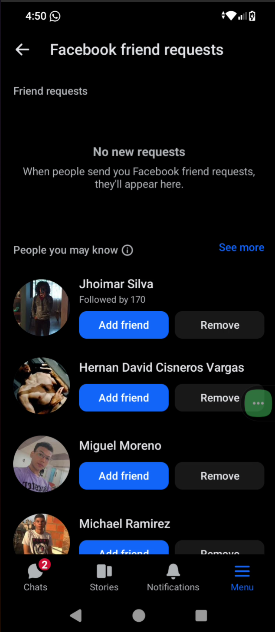 4:50
Facebook friend requests
Friend requests
No new requests
When people send you Facebook friend requests,
they'll appear here.
People you may know
See more
Jhoimar Silva
Followed by 170
Add friend
Remove
Hernan David Cisneros Vargas
Add friend
Remove
Miguel Moreno
Add friend
Remove
Michael Ramirez
Add friend
Remove
2
Chats
Stories
Notifications
Menu